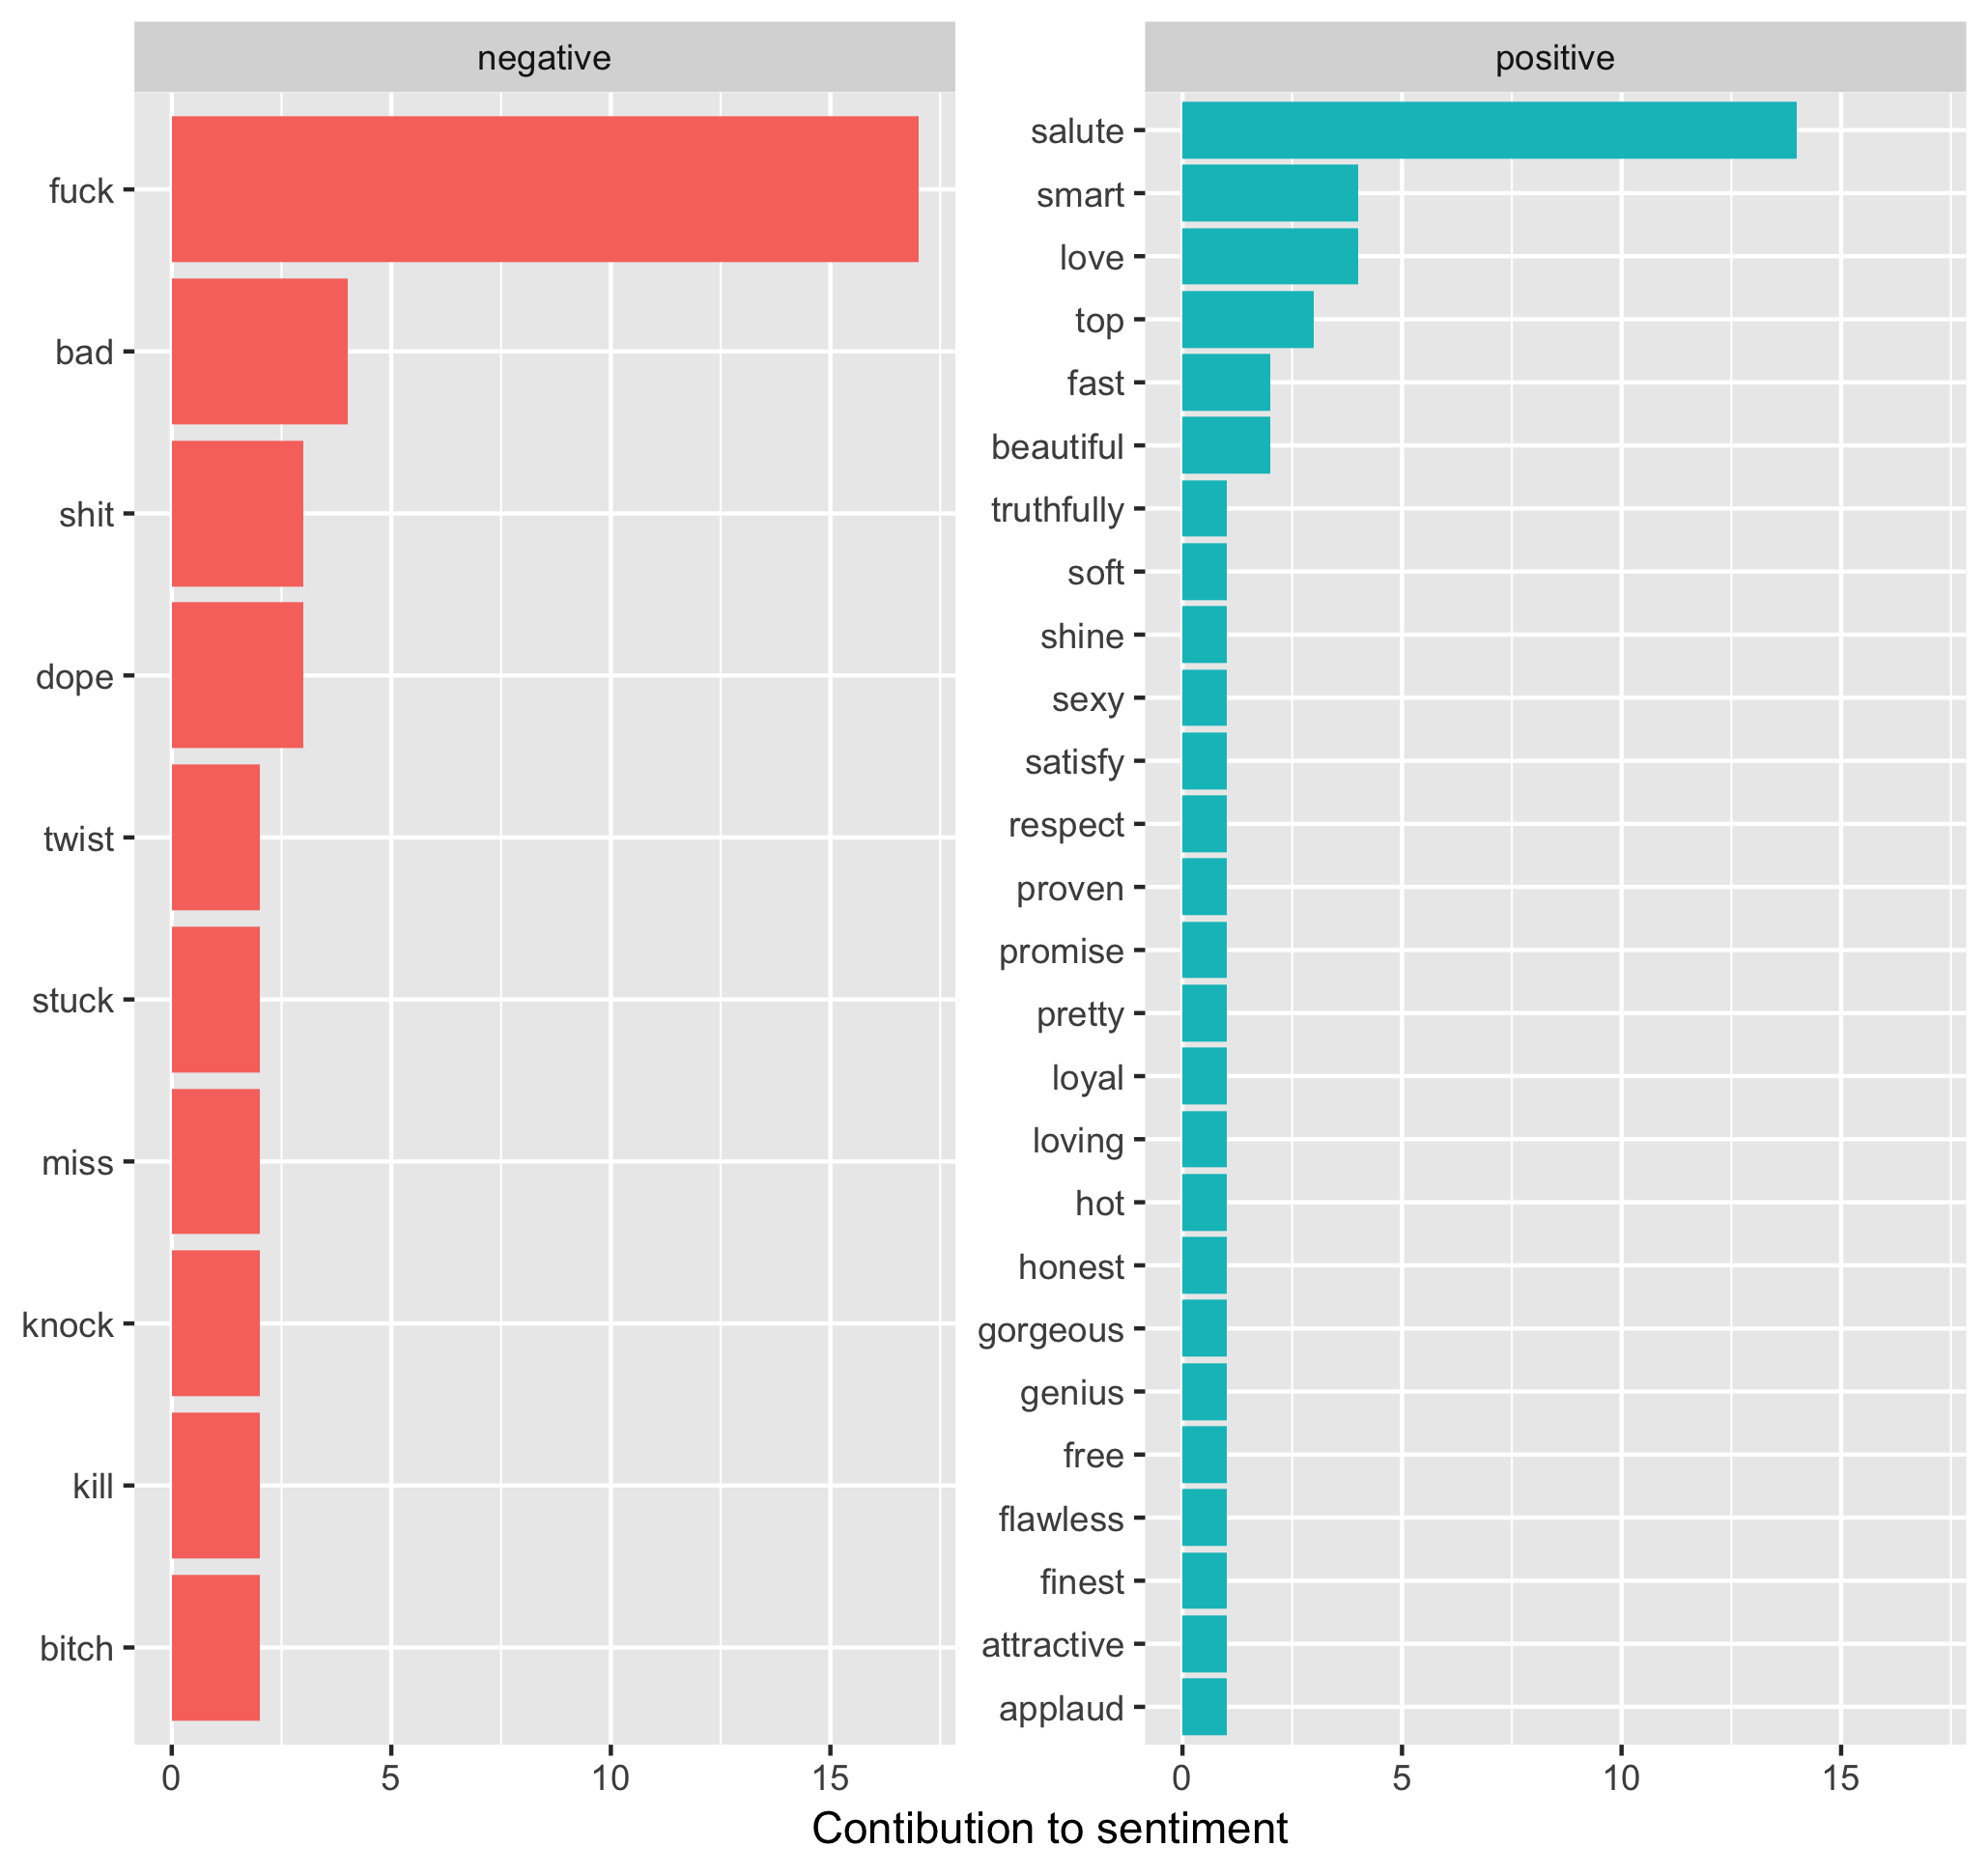 negative
fuck
bad
shit
dope
twist
stuck
miss
knock
kill
bitch
0 5 10 15
positive
salute
smart
love
top
fast
beautiful
truthfully
soft
shine
sexy
satisfy
respect
proven
promise
pretty
loyal
loving
hot
honest
gorgeous
genius
free
flawless
finest
attractive
applaud
0 5 10 15
Contibution to sentiment